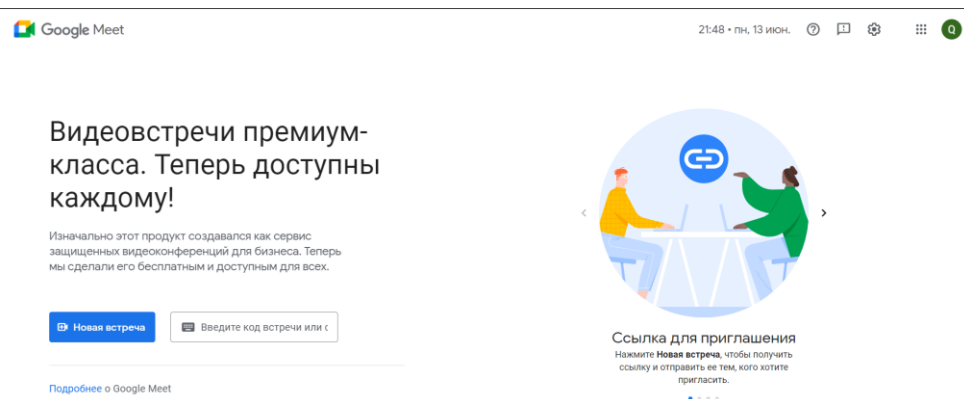 Google Meet
21:48 • пн, 13 июн.
Q
Видеовстречи премиум-
класса. Теперь доступны
каждому!
Изначально этот продукт создавался как сервис
защищенных видеоконференций для бизнеса. Теперь
мы сделали его бесплатным и доступным для всех.
Новая встреча
Введите код встречи или с
Подробнее о Google Meet
Ссылка для приглашения
Нажмите Новая встреча, чтобы получить
ссылку и отправить ее тем, кого хотите
пригласить.